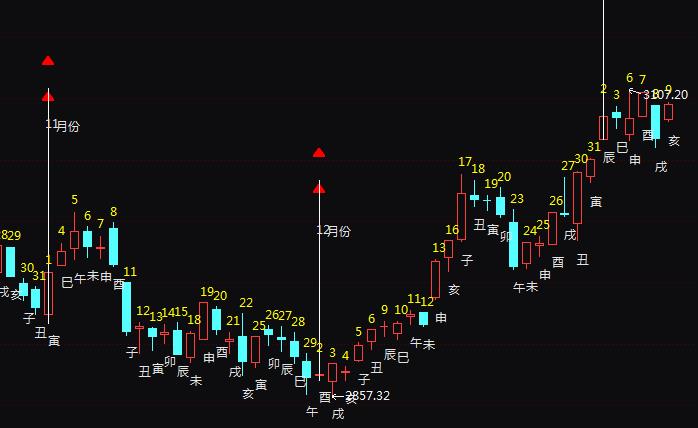 11月份
12月份
28 29 30 31 1 4 5 6 7 8 11 12 13 14 15 18 19 20 21 22 25 26 27 28 29 2 3 4 5 6 9 10 11 12 13 16 17 18 19 20 23 24 25 26 27 30 31 2 3 6 7 8 9
戌 亥 子 丑 寅 巳 午 未 申 酉 子 丑 寅 卯 辰 未 申 酉 戌 亥 寅 卯 辰 巳 午 酉 戌 亥 子 丑 辰 巳 午 未 申 亥 子 丑 寅 卯 午 未 申 酉 戌 丑 寅 辰 巳 申 酉 戌 亥
3107.20
2857.32